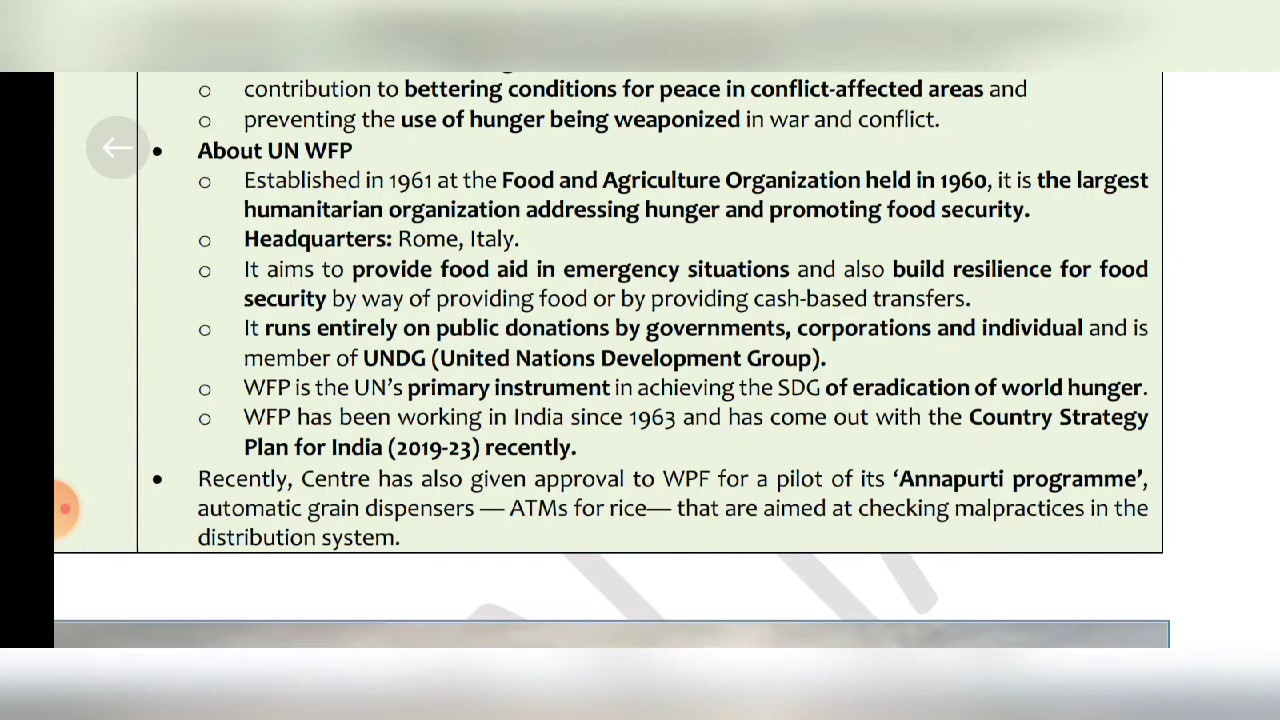 ○ contribution to bettering conditions for peace in conflict-affected areas and
○ preventing the use of hunger being weaponized in war and conflict.
• About UN WFP
○ Established in 1961 at the Food and Agriculture Organization held in 1960, it is the largest
humanitarian organization addressing hunger and promoting food security.
○ Headquarters: Rome, Italy.
○ It aims to provide food aid in emergency situations and also build resilience for food
security by way of providing food or by providing cash-based transfers.
○ It runs entirely on public donations by governments, corporations and individual and is
member of UNDG (United Nations Development Group).
○ WFP is the UN's primary instrument in achieving the SDG of eradication of world hunger.
○ WFP has been working in India since 1963 and has come out with the Country Strategy
Plan for India (2019-23) recently.
• Recently, Centre has also given approval to WPF for a pilot of its 'Annapurti programme',
automatic grain dispensers — ATMs for rice— that are aimed at checking malpractices in the
distribution system.